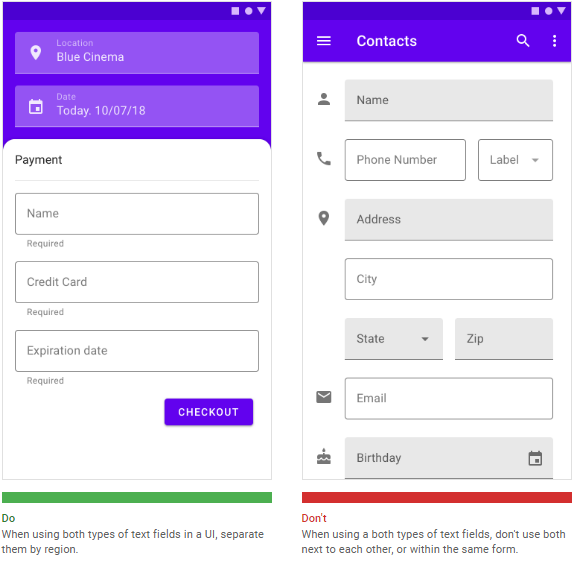 Location
Blue Cinema
Date
Today. 10/07/18
Payment
Name
Required
Credit Card
Required
Expiration date
Required
CHECKOUT
Do
When using both types of text fields in a UI, separate
them by region.
Contacts
Name
Phone Number
Label
Address
City
State
Zip
Email
Birthday
Don't
When using a both types of text fields, don't use both
next to each other, or within the same form.